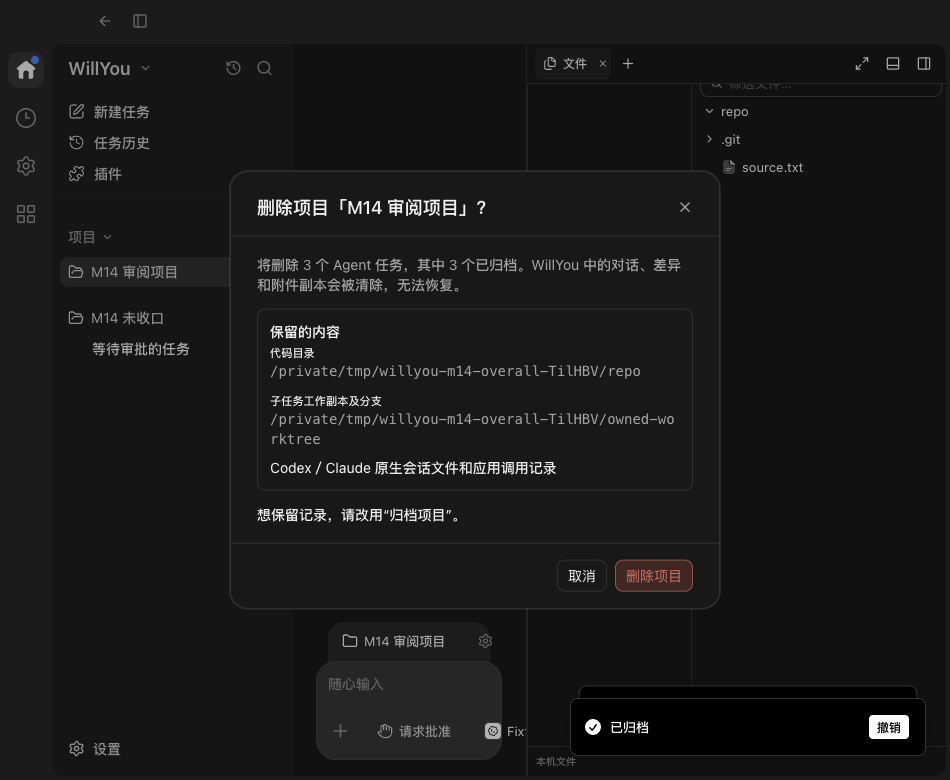 WillYou
新建任务
任务历史
插件
项目
M14 审阅项目
M14 未收口
等待审批的任务
设置
文件
筛选文件...
repo
.git
source.txt
删除项目「M14 审阅项目」?
将删除 3 个 Agent 任务，其中 3 个已归档。WillYou 中的对话、差异
和附件副本会被清除，无法恢复。
保留的内容
代码目录
/private/tmp/willyou-m14-overall-TilHBV/repo
子任务工作副本及分支
/private/tmp/willyou-m14-overall-TilHBV/owned-wo
rktree
Codex / Claude 原生会话文件和应用调用记录
想保留记录，请改用“归档项目”。
取消
删除项目
M14 审阅项目
随心输入
请求批准
Fix
已归档
撤销
本机文件